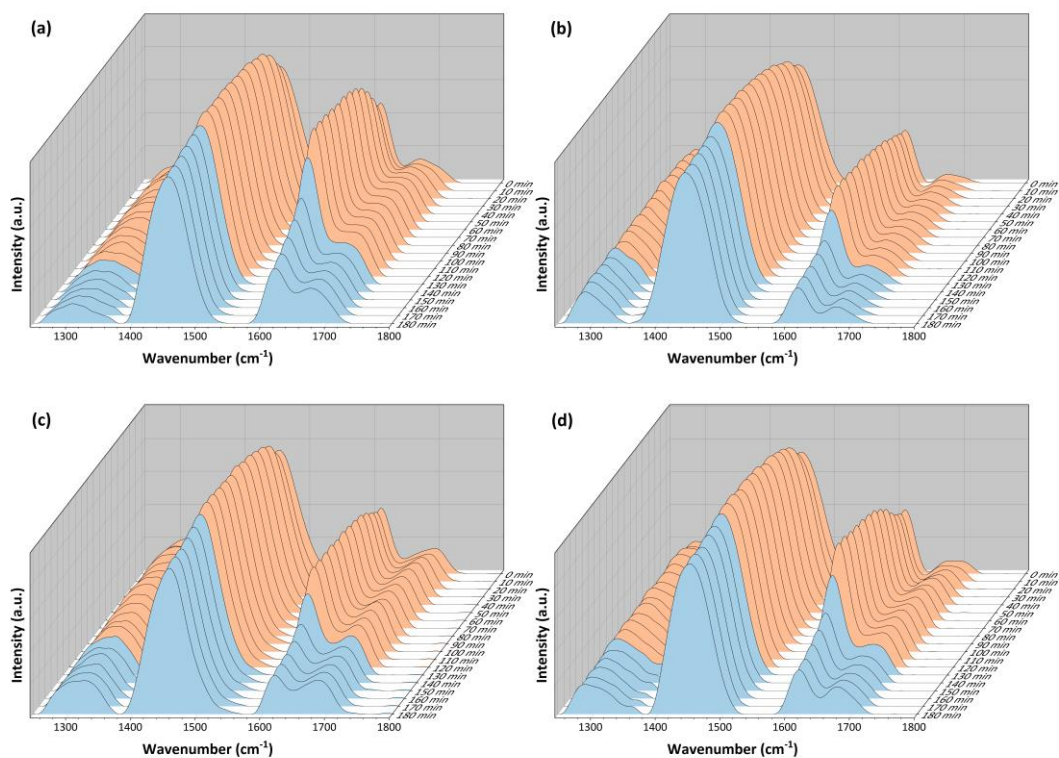 (a)
Intensity (a.u.)
0 min
10 min
20 min
30 min
40 min
50 min
60 min
70 min
80 min
90 min
100 min
110 min
120 min
130 min
140 min
150 min
160 min
170 min
180 min
1300 1400 1500 1600 1700 1800
Wavenumber (cm⁻¹)
(b)
Intensity (a.u.)
0 min
10 min
20 min
30 min
40 min
50 min
60 min
70 min
80 min
90 min
100 min
110 min
120 min
130 min
140 min
150 min
160 min
170 min
180 min
1300 1400 1500 1600 1700 1800
Wavenumber (cm⁻¹)
(c)
Intensity (a.u.)
0 min
10 min
20 min
30 min
40 min
50 min
60 min
70 min
80 min
90 min
100 min
110 min
120 min
130 min
140 min
150 min
160 min
170 min
180 min
1300 1400 1500 1600 1700 1800
Wavenumber (cm⁻¹)
(d)
Intensity (a.u.)
0 min
10 min
20 min
30 min
40 min
50 min
60 min
70 min
80 min
90 min
100 min
110 min
120 min
130 min
140 min
150 min
160 min
170 min
180 min
1300 1400 1500 1600 1700 1800
Wavenumber (cm⁻¹)